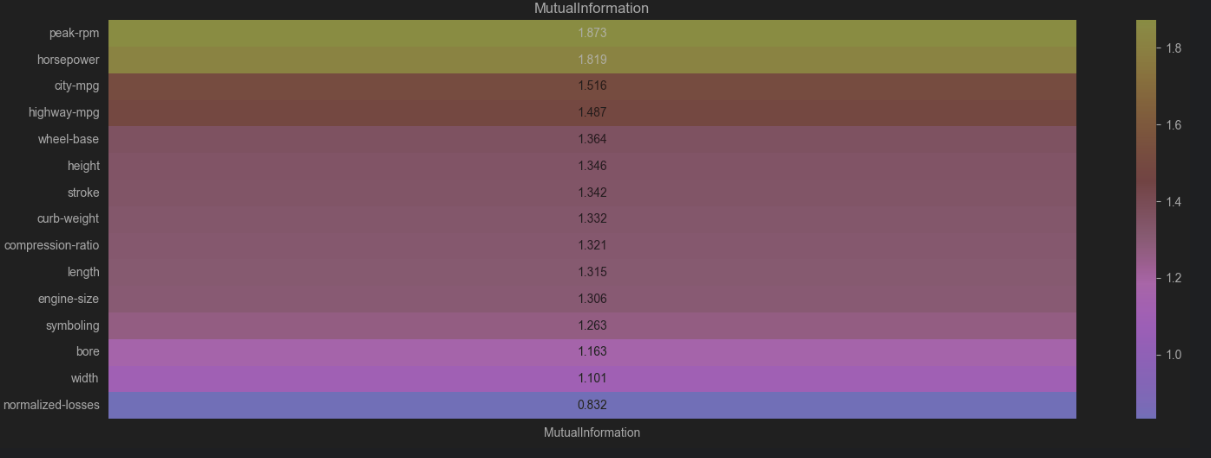 MutualInformation
peak-rpm 1.873
horsepower 1.819
city-mpg 1.516
highway-mpg 1.487
wheel-base 1.364
height 1.346
stroke 1.342
curb-weight 1.332
compression-ratio 1.321
length 1.315
engine-size 1.306
symboling 1.263
bore 1.163
width 1.101
normalized-losses 0.832
MutualInformation
1.8
1.6
1.4
1.2
1.0